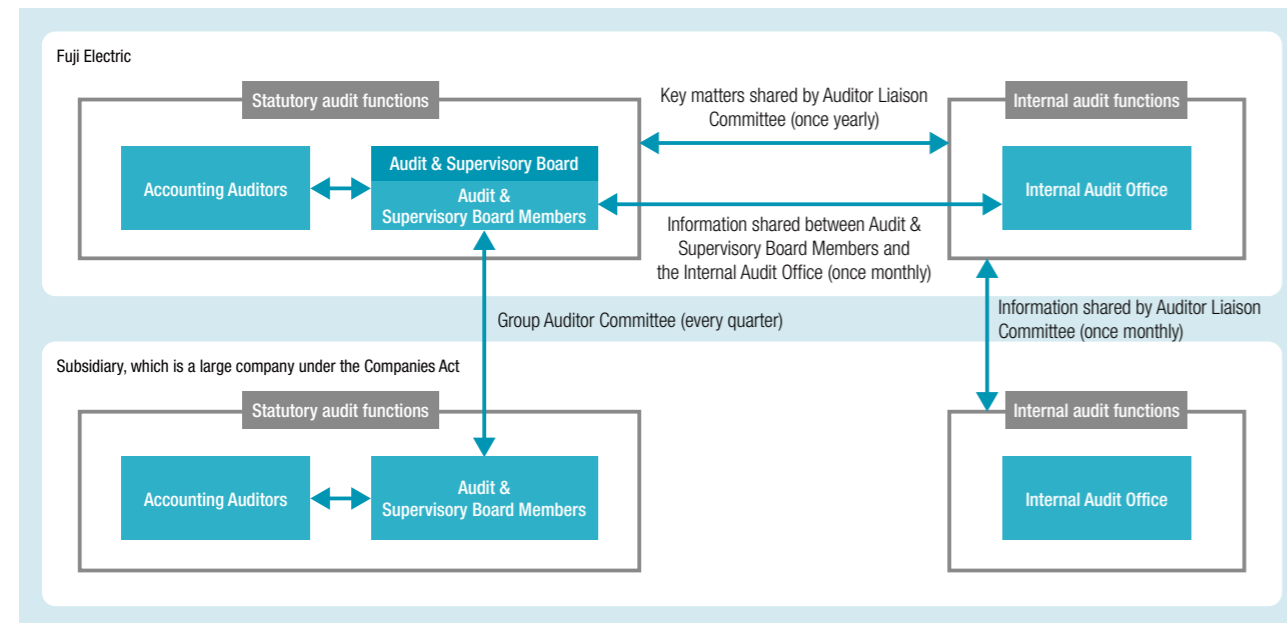 Fuji Electric
Statutory audit functions
Accounting Auditors
Audit & Supervisory Board
Audit &
Supervisory Board Members
Key matters shared by Auditor Liaison
Committee (once yearly)
Information shared between Audit &
Supervisory Board Members and
the Internal Audit Office (once monthly)
Internal audit functions
Internal Audit Office
Group Auditor Committee (every quarter)
Information shared by Auditor Liaison
Committee (once monthly)
Subsidiary, which is a large company under the Companies Act
Statutory audit functions
Accounting Auditors
Audit &
Supervisory Board Members
Internal audit functions
Internal Audit Office